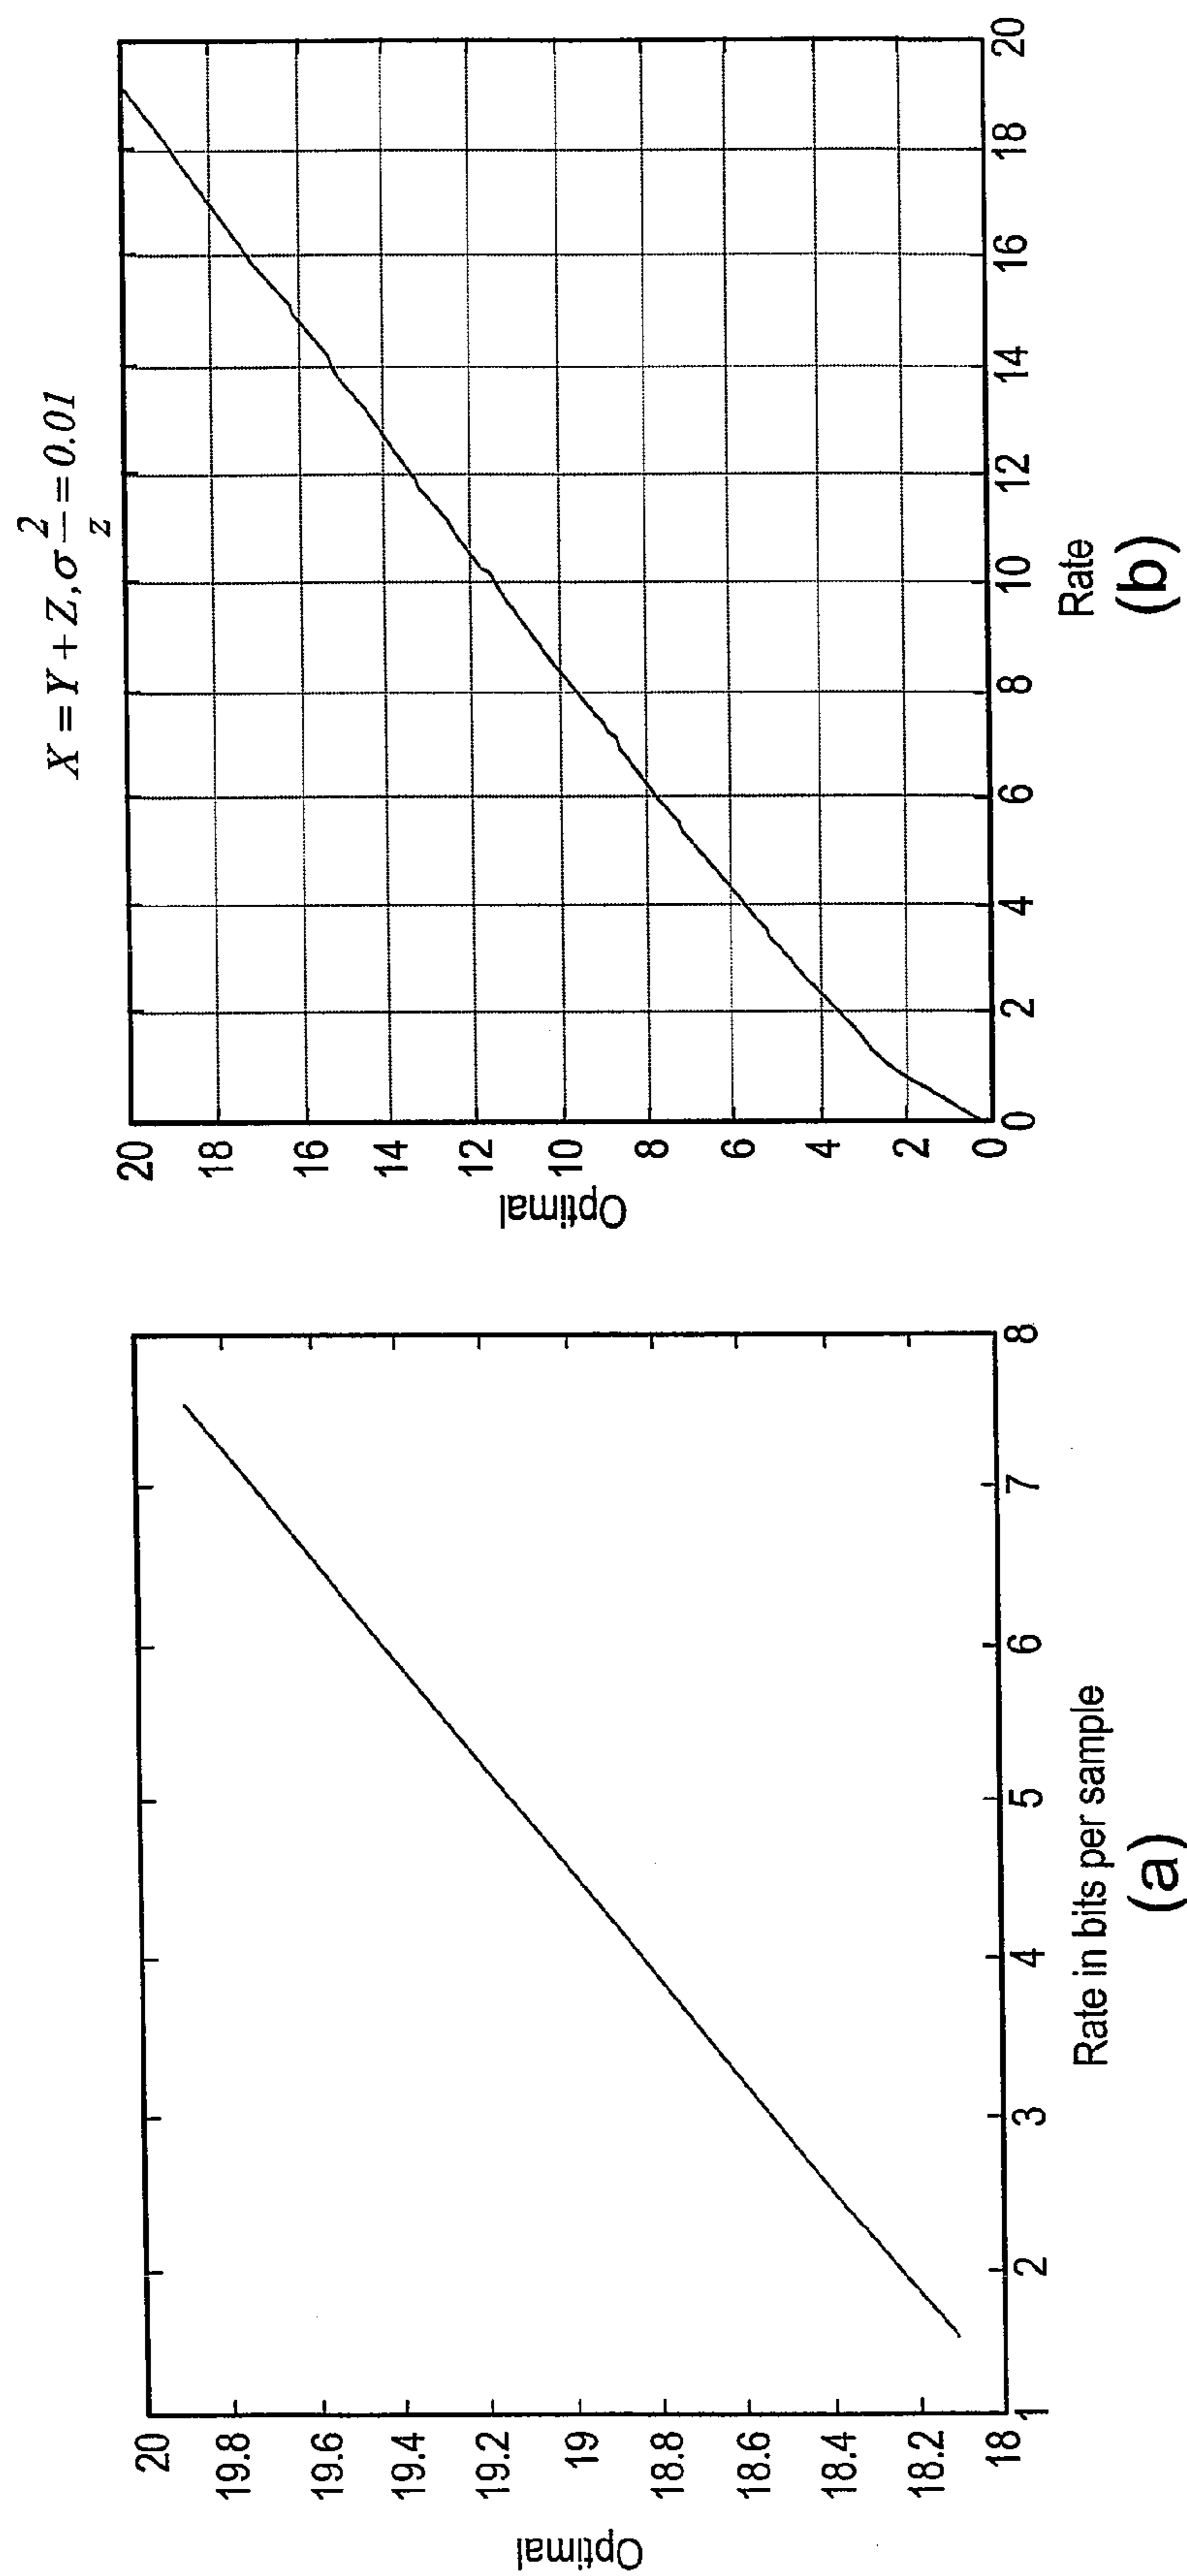 Optimal
20
19.8
19.6
19.4
19.2
19
18.8
18.6
18.4
18.2
18
1 2 3 4 5 6 7 8
Rate in bits per sample
(a)
X = Y + Z, σ²_z = 0.01
Optimal
20
18
16
14
12
10
8
6
4
2
0
0 2 4 6 8 10 12 14 16 18 20
Rate
(b)